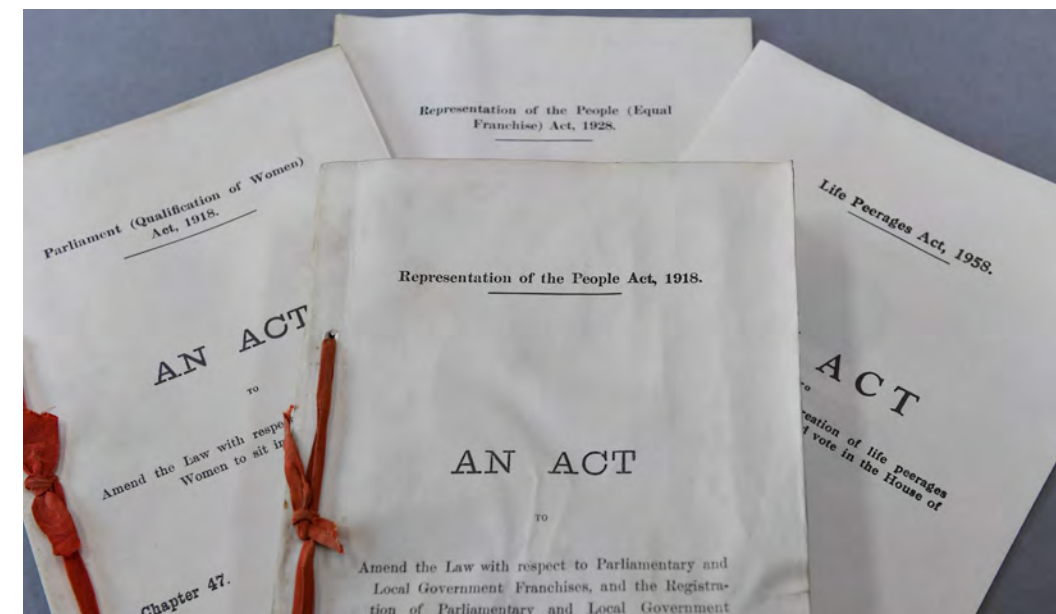 Representation of the People (Equal
Franchise) Act, 1928.
Parliament (Qualification of Women)
Act, 1918.
AN ACT
TO
Amend the Law with respec
Women to sit in
Chapter 47.
Representation of the People Act, 1918.
AN ACT
TO
Amend the Law with respect to Parliamentary and
Local Government Franchises, and the Registra-
tion of Parliamentary and Local Government
Life Peerages Act, 1958.
ACT
TO
reation of life peerages
vote in the House of